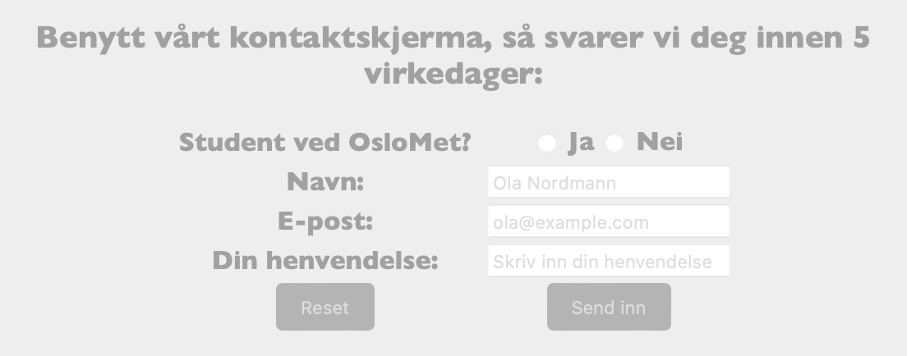 Benytt vårt kontaktskjerma, så svarer vi deg innen 5
virkedager:
Student ved OsloMet? Ja Nei
Navn: Ola Nordmann
E-post: ola@example.com
Din henvendelse: Skriv inn din henvendelse
Reset Send inn